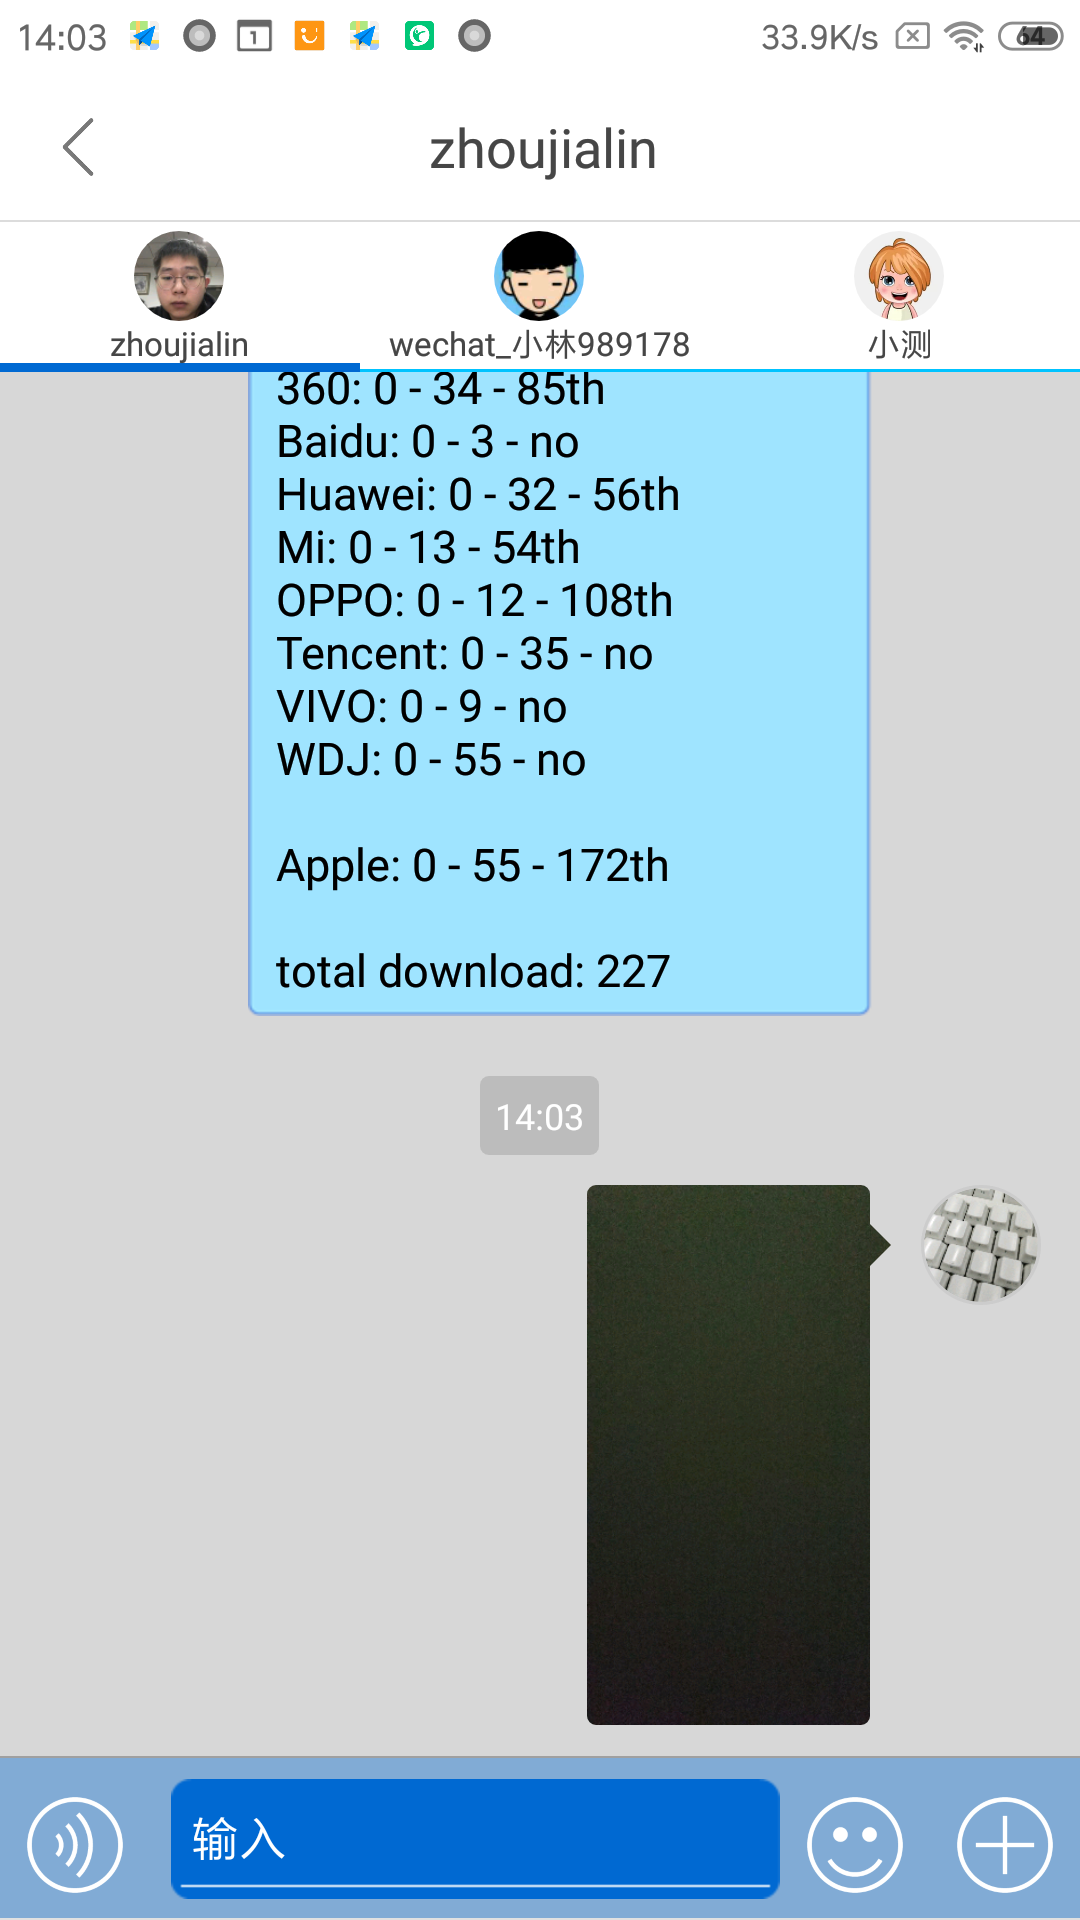 14:03
1
33.9K/s
64
zhoujialin
zhoujialin
wechat_小林989178
小测
360: 0 - 34 - 85th
Baidu: 0 - 3 - no
Huawei: 0 - 32 - 56th
Mi: 0 - 13 - 54th
OPPO: 0 - 12 - 108th
Tencent: 0 - 35 - no
VIVO: 0 - 9 - no
WDJ: 0 - 55 - no
Apple: 0 - 55 - 172th
total download: 227
14:03
输入